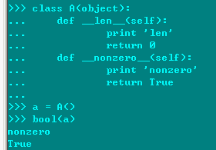 >>> class A(object):
...     def __len__(self):
...             print 'len'
...             return 0
...     def __nonzero__(self):
...             print 'nonzero'
...             return True
...
>>> a = A()
>>> bool(a)
nonzero
True